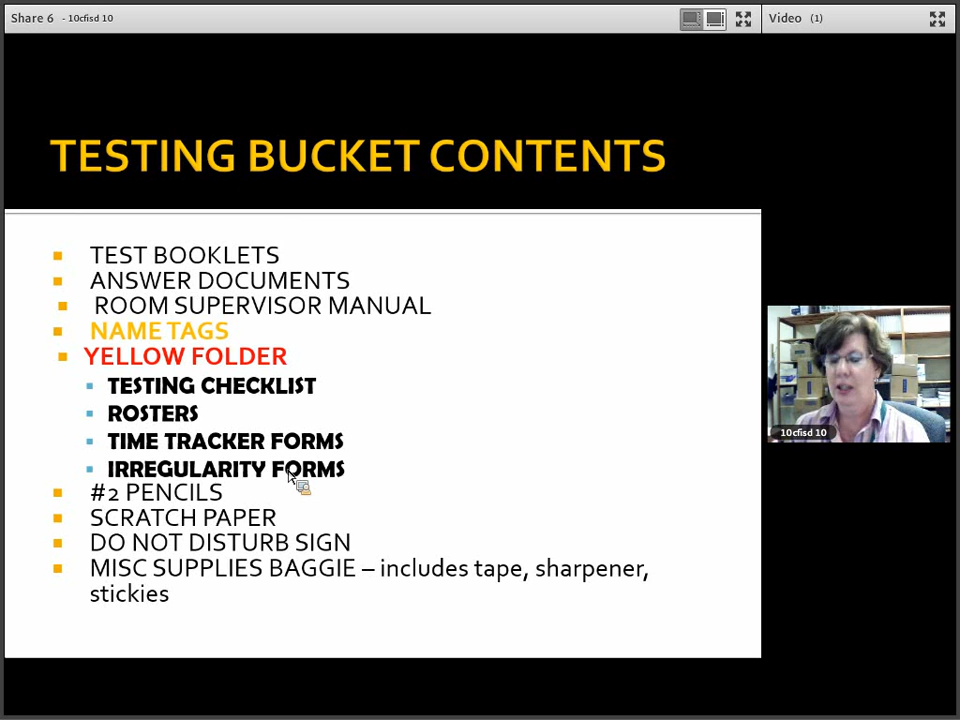 Share 6 - 10cfisd 10
Video (1)
TESTING BUCKET CONTENTS
TEST BOOKLETS
ANSWER DOCUMENTS
ROOM SUPERVISOR MANUAL
NAME TAGS
YELLOW FOLDER
TESTING CHECKLIST
ROSTERS
TIME TRACKER FORMS
IRREGULARITY FORMS
#2 PENCILS
SCRATCH PAPER
DO NOT DISTURB SIGN
MISC SUPPLIES BAGGIE – includes tape, sharpener,
stickies
10cfisd 10